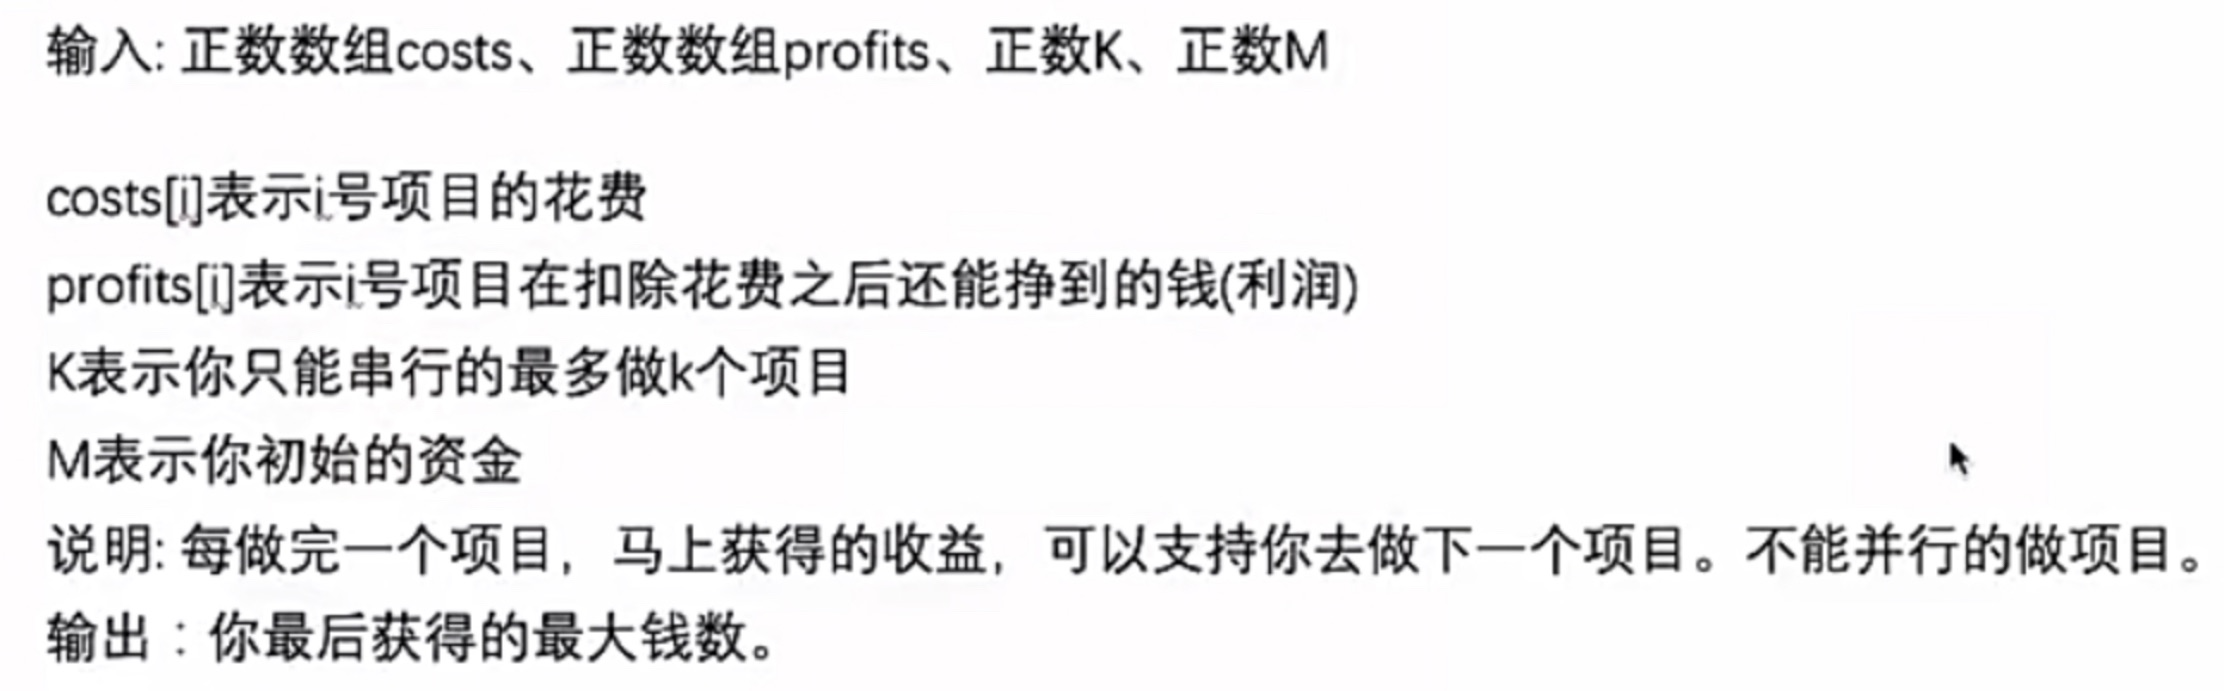 输入: 正数数组costs、正数数组profits、正数K、正数M
costs[i]表示i号项目的花费
profits[i]表示i号项目在扣除花费之后还能挣到的钱(利润)
K表示你只能串行的最多做k个项目
M表示你初始的资金
说明: 每做完一个项目，马上获得的收益，可以支持你去做下一个项目。不能并行的做项目。
输出：你最后获得的最大钱数。